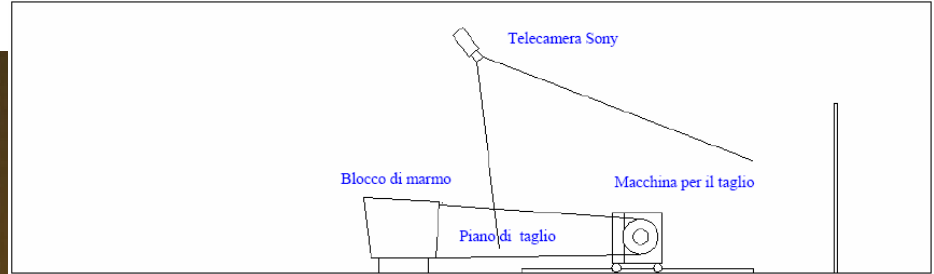 Telecamera Sony
Blocco di marmo
Macchina per il taglio
Piano di taglio